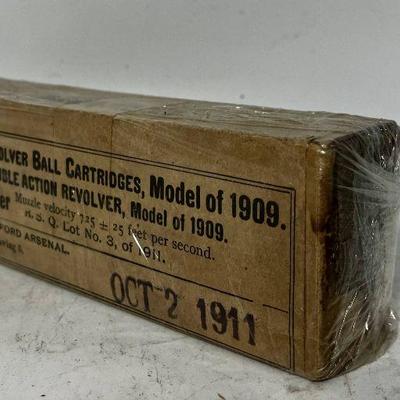 OLVER BALL CARTRIDGES, Model of 1909.
BLE ACTION REVOLVER, Model of 1909.
er Muzzle velocity 725 ± 25 feet per second.
R. S. Q. Lot No. 3, of 1911.
FORD ARSENAL.
OCT 2 1911